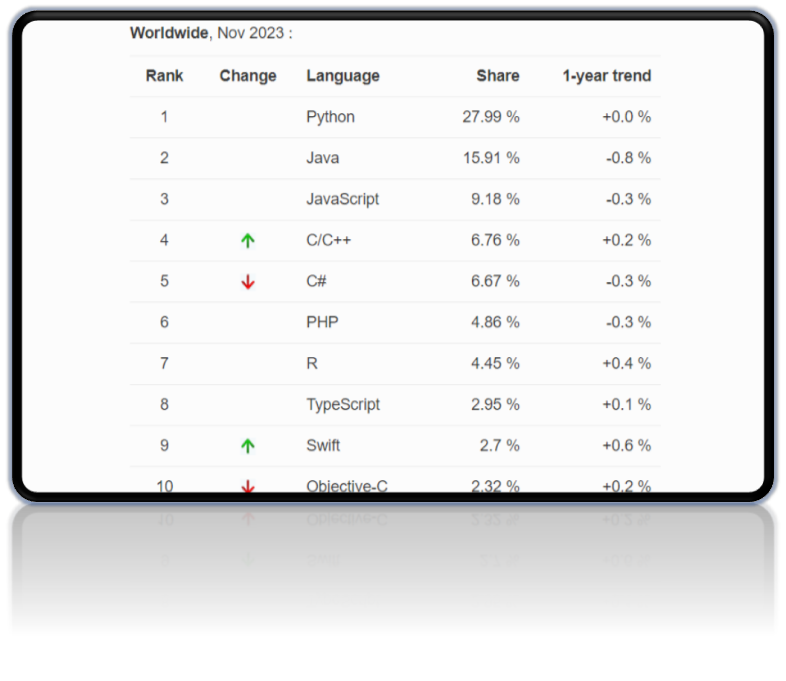 Worldwide, Nov 2023 :
Rank Change Language Share 1-year trend
1 Python 27.99 % +0.0 %
2 Java 15.91 % -0.8 %
3 JavaScript 9.18 % -0.3 %
4 C/C++ 6.76 % +0.2 %
5 C# 6.67 % -0.3 %
6 PHP 4.86 % -0.3 %
7 R 4.45 % +0.4 %
8 TypeScript 2.95 % +0.1 %
9 Swift 2.7 % +0.6 %
10 Objective-C 2.32 % +0.2 %